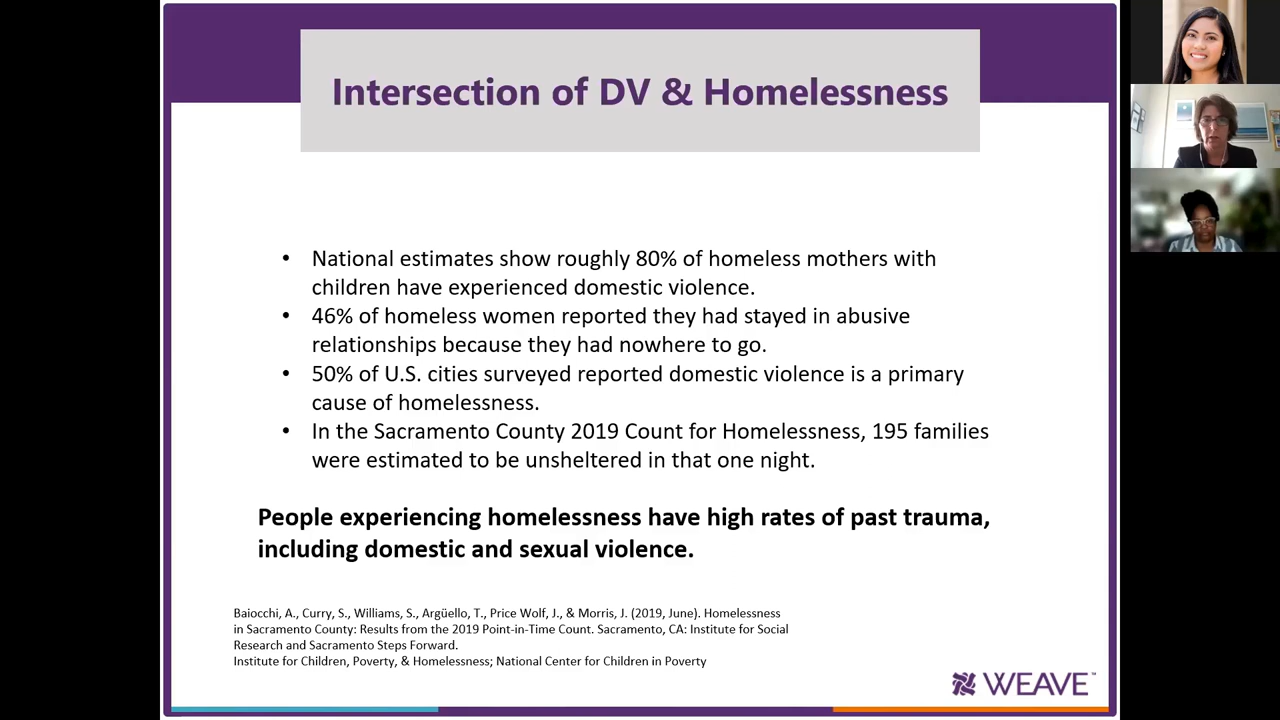 Intersection of DV & Homelessness
• National estimates show roughly 80% of homeless mothers with
children have experienced domestic violence.
• 46% of homeless women reported they had stayed in abusive
relationships because they had nowhere to go.
• 50% of U.S. cities surveyed reported domestic violence is a primary
cause of homelessness.
• In the Sacramento County 2019 Count for Homelessness, 195 families
were estimated to be unsheltered in that one night.
People experiencing homelessness have high rates of past trauma,
including domestic and sexual violence.
Baiocchi, A., Curry, S., Williams, S., Argüello, T., Price Wolf, J., & Morris, J. (2019, June). Homelessness
in Sacramento County: Results from the 2019 Point-in-Time Count. Sacramento, CA: Institute for Social
Research and Sacramento Steps Forward.
Institute for Children, Poverty, & Homelessness; National Center for Children in Poverty
WEAVE™